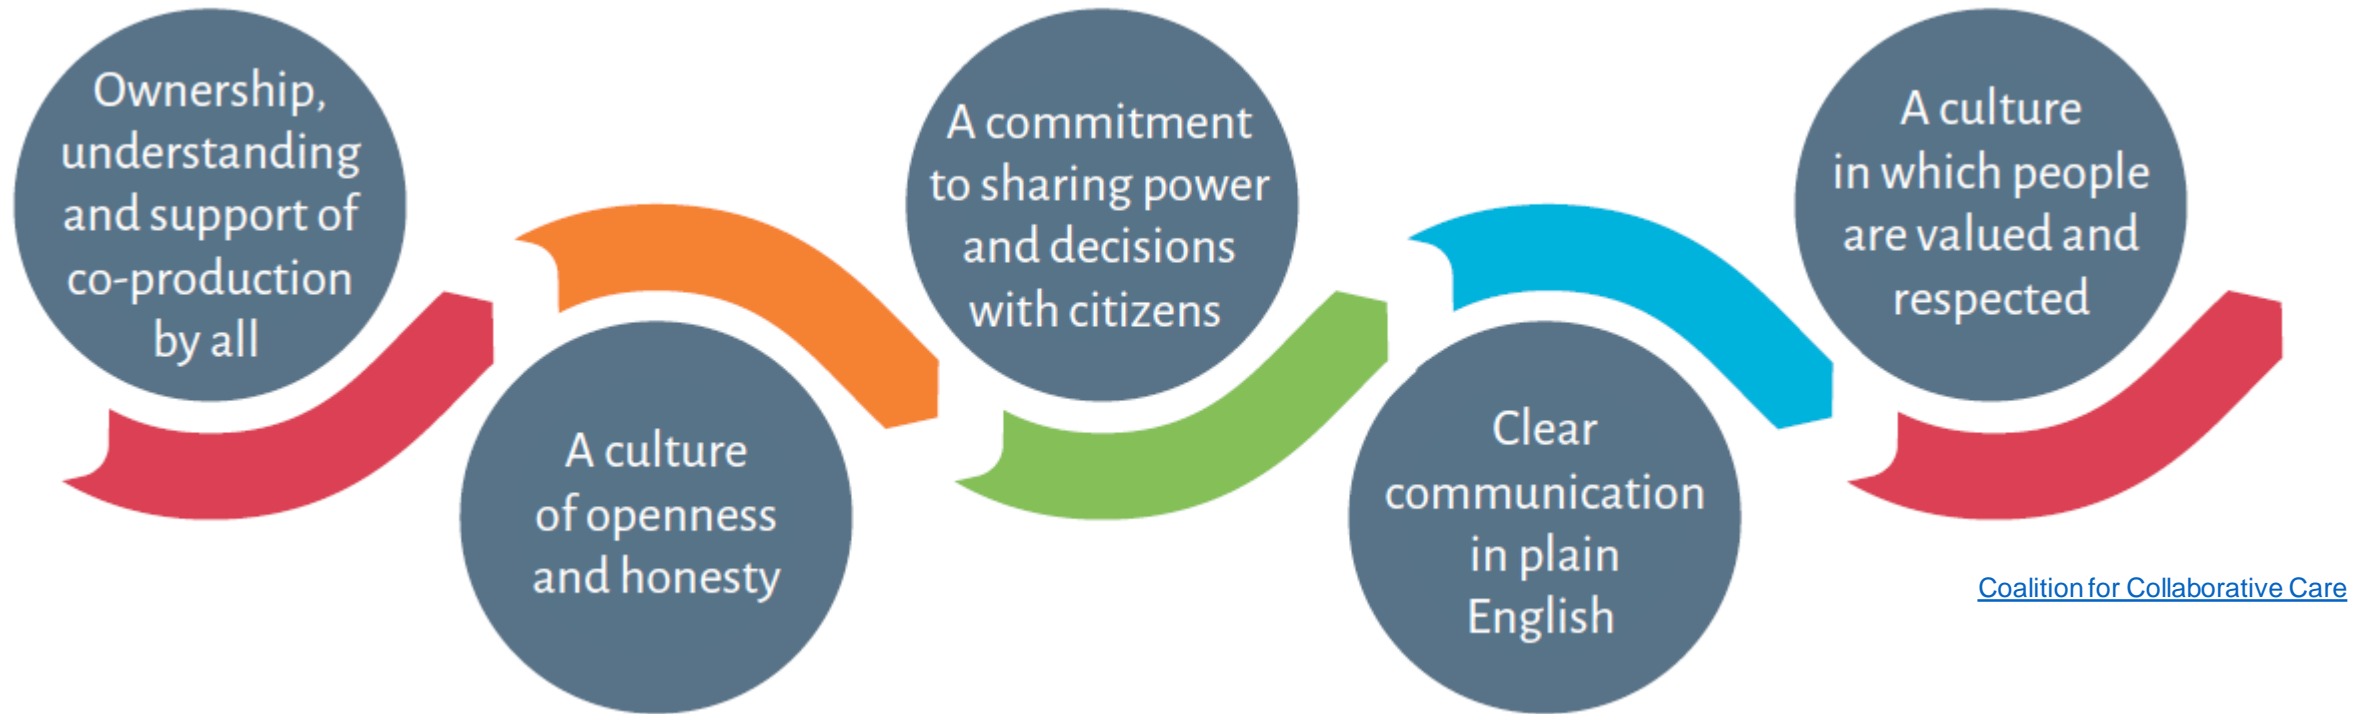 Ownership,
understanding
and support of
co-production
by all
A culture
of openness
and honesty
A commitment
to sharing power
and decisions
with citizens
Clear
communication
in plain
English
A culture
in which people
are valued and
respected
Coalition for Collaborative Care